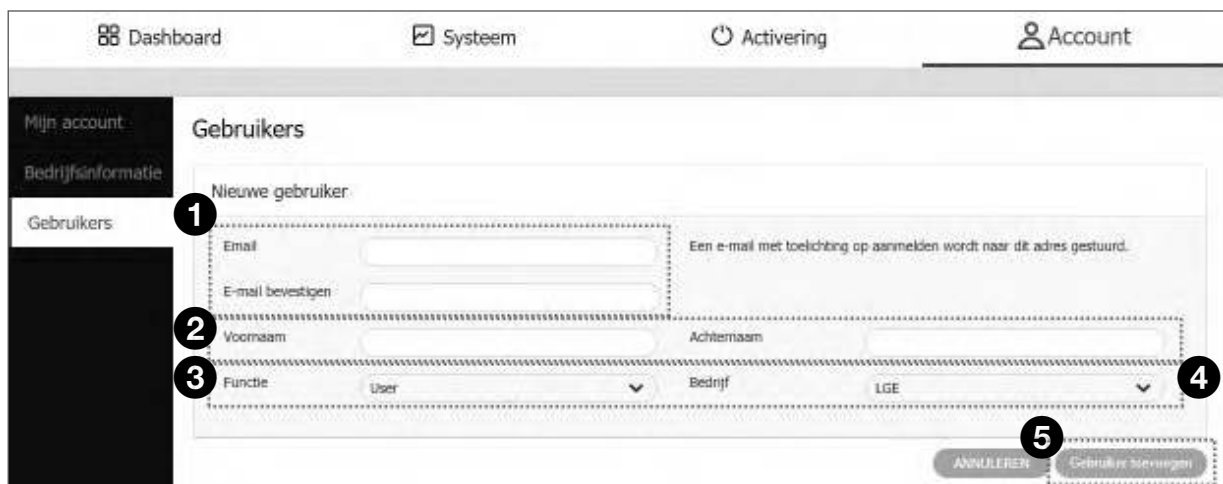 Dashboard Systeem Activering Account
Mijn account
Bedrijfsinformatie
Gebruikers
Gebruikers
Nieuwe gebruiker
1
Email Een e-mail met toelichting op aanmelden wordt naar dit adres gestuurd.
E-mail bevestigen
2 Voornaam Achternaam
3 Functie User Bedrijf LGE 4
5
ANNULEREN Gebruiker toevoegen